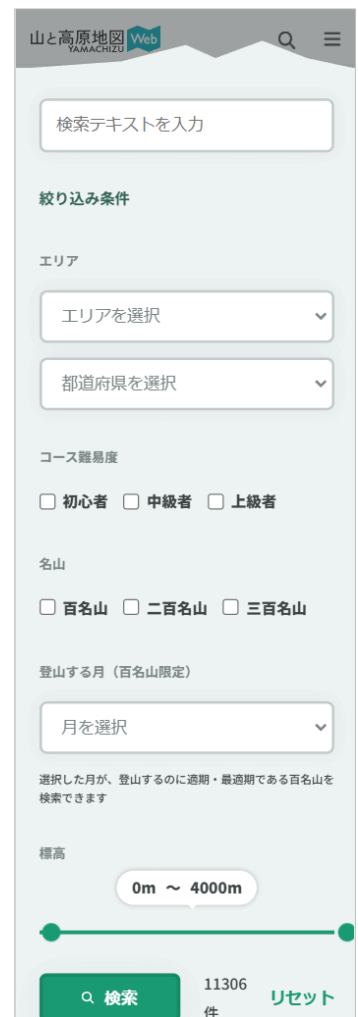 山と高原地図 Web
YAMACHIZU
検索テキストを入力
絞り込み条件
エリア
エリアを選択
都道府県を選択
コース難易度
初心者 中級者 上級者
名山
百名山 二百名山 三百名山
登山する月（百名山限定）
月を選択
選択した月が、登山するのに適期・最適期である百名山を
検索できます
標高
0m ～ 4000m
検索 11306 リセット
件